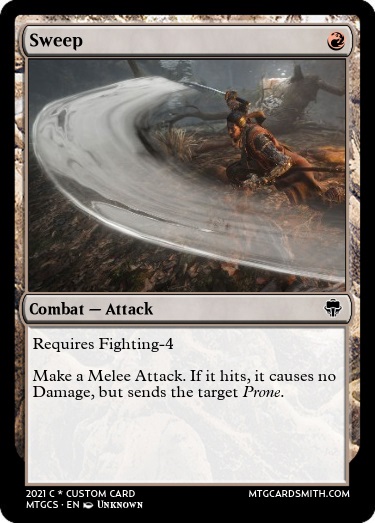 Sweep
Combat — Attack
Requires Fighting-4
Make a Melee Attack. If it hits, it causes no
Damage, but sends the target Prone.
2021 C * CUSTOM CARD
MTGCS · EN Unknown
MTGCARDSMITH.COM